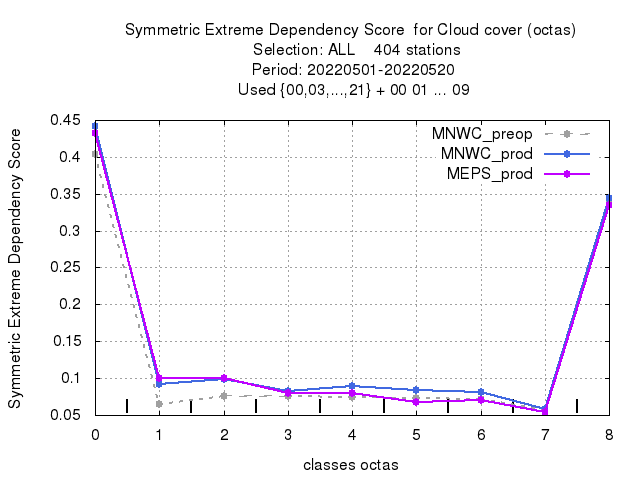 Symmetric Extreme Dependency Score  for Cloud cover (octas)
Selection: ALL    404 stations
Period: 20220501-20220520
Used {00,03,...,21} + 00 01 ... 09
Symmetric Extreme Dependency Score
0.45
0.4
0.35
0.3
0.25
0.2
0.15
0.1
0.05
MNWC_preop
MNWC_prod
MEPS_prod
0 1 2 3 4 5 6 7 8
classes octas